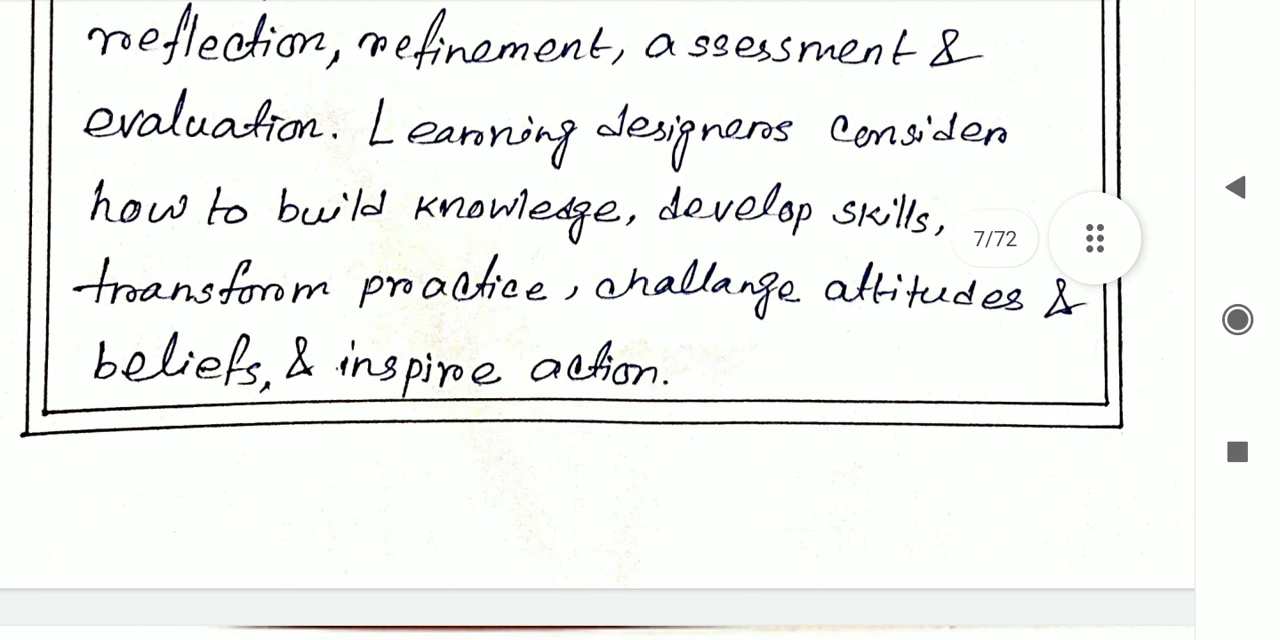 reflection, refinement, assessment &
evaluation. Learning designers consider
how to build knowledge, develop skills,
7/72
transform practice, challange attitudes &
beliefs, & inspire action.